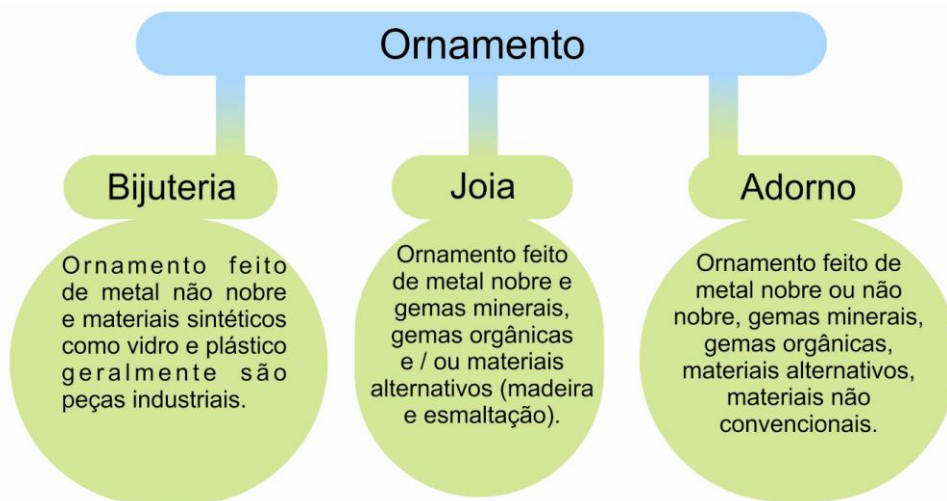 Ornamento
Bijuteria
Ornamento feito
de metal não nobre
e materiais sintéticos
como vidro e plástico
geralmente são
peças industriais.
Joia
Ornamento feito
de metal nobre e
gemas minerais,
gemas orgânicas
e / ou materiais
alternativos (madeira
e esmaltação).
Adorno
Ornamento feito de
metal nobre ou não
nobre, gemas minerais,
gemas orgânicas,
materiais alternativos,
materiais não
convencionais.